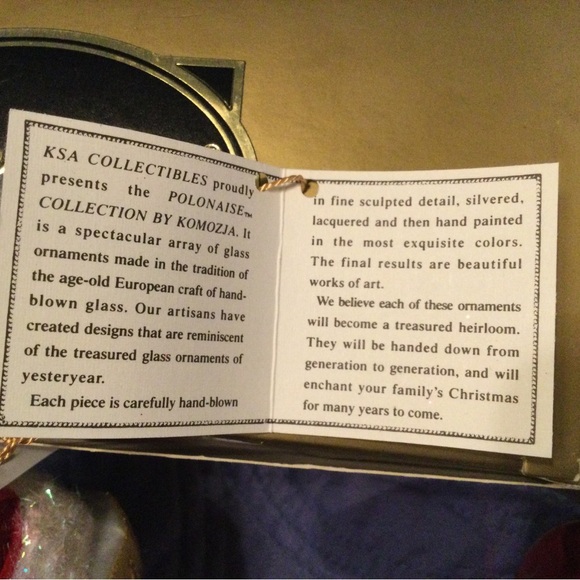 KSA COLLECTIBLES proudly
presents the POLONAISE™
COLLECTION BY KOMOZJA. It
is a spectacular array of glass
ornaments made in the tradition of
the age-old European craft of hand-
blown glass. Our artisans have
created designs that are reminiscent
of the treasured glass ornaments of
yesteryear.
Each piece is carefully hand-blown
in fine sculpted detail, silvered,
lacquered and then hand painted
in the most exquisite colors.
The final results are beautiful
works of art.
We believe each of these ornaments
will become a treasured heirloom.
They will be handed down from
generation to generation, and will
enchant your family's Christmas
for many years to come.